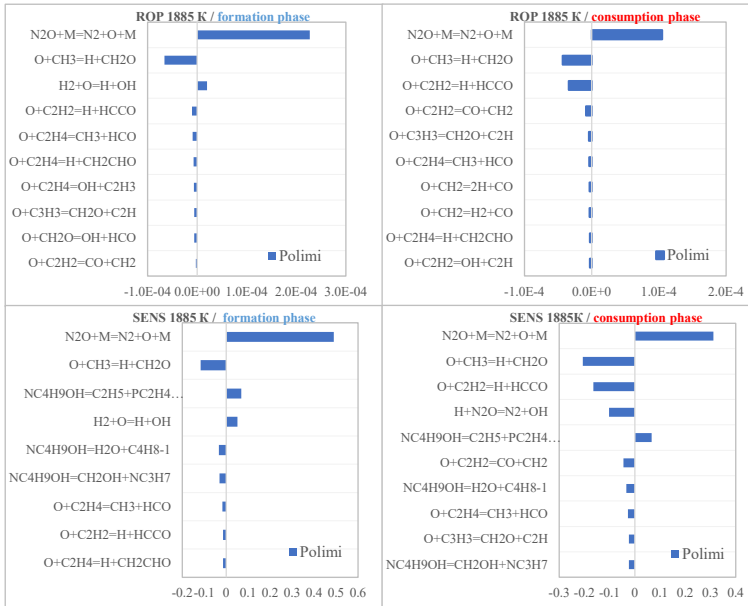 ROP 1885 K / formation phase
N2O+M=N2+O+M
O+CH3=H+CH2O
H2+O=H+OH
O+C2H2=H+HCCO
O+C2H4=CH3+HCO
O+C2H4=H+CH2CHO
O+C2H4=OH+C2H3
O+C3H3=CH2O+C2H
O+CH2O=OH+HCO
O+C2H2=CO+CH2
Polimi
-1.0E-04 0.0E+00 1.0E-04 2.0E-04 3.0E-04
ROP 1885 K / consumption phase
N2O+M=N2+O+M
O+CH3=H+CH2O
O+C2H2=H+HCCO
O+C2H2=CO+CH2
O+C3H3=CH2O+C2H
O+C2H4=CH3+HCO
O+CH2=2H+CO
O+CH2=H2+CO
O+C2H4=H+CH2CHO
O+C2H2=OH+C2H
Polimi
-1.0E-4 0.0E+0 1.0E-4 2.0E-4
SENS 1885 K / formation phase
N2O+M=N2+O+M
O+CH3=H+CH2O
NC4H9OH=C2H5+PC2H4…
H2+O=H+OH
NC4H9OH=H2O+C4H8-1
NC4H9OH=CH2OH+NC3H7
O+C2H4=CH3+HCO
O+C2H2=H+HCCO
O+C2H4=H+CH2CHO
Polimi
-0.2 -0.1 0 0.1 0.2 0.3 0.4 0.5 0.6
SENS 1885K / consumption phase
N2O+M=N2+O+M
O+CH3=H+CH2O
O+C2H2=H+HCCO
H+N2O=N2+OH
NC4H9OH=C2H5+PC2H4…
O+C2H2=CO+CH2
NC4H9OH=H2O+C4H8-1
O+C2H4=CH3+HCO
O+C3H3=CH2O+C2H
NC4H9OH=CH2OH+NC3H7
Polimi
-0.3 -0.2 -0.1 0 0.1 0.2 0.3 0.4